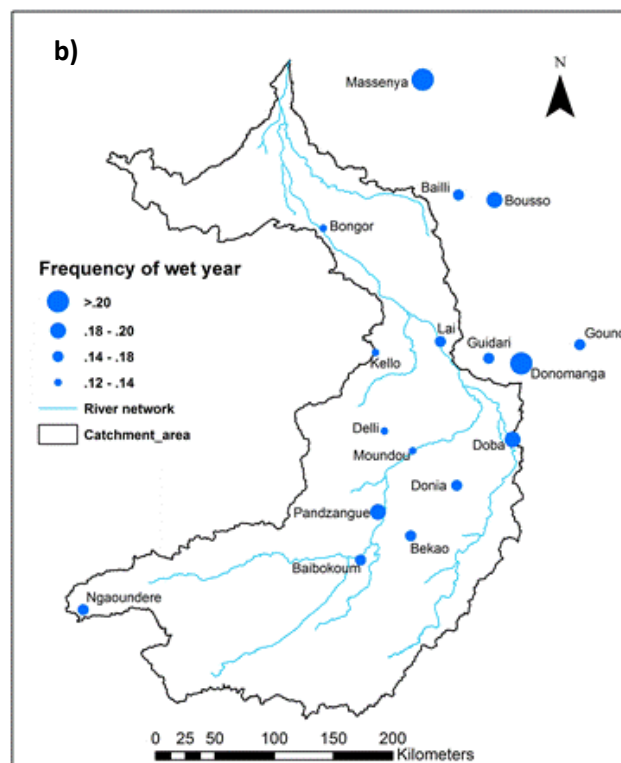 b)
N
Massenya
Bailli
Bousso
Bongor
Frequency of wet year
>.20
.18 - .20
.14 - .18
.12 - .14
River network
Catchment_area
Lai
Guidari
Gound
Kello
Donomanga
Delli
Doba
Moundou
Donia
Pandzangue
Bekao
Baibokoum
Ngaoundere
0 25 50 100 150 200
Kilometers